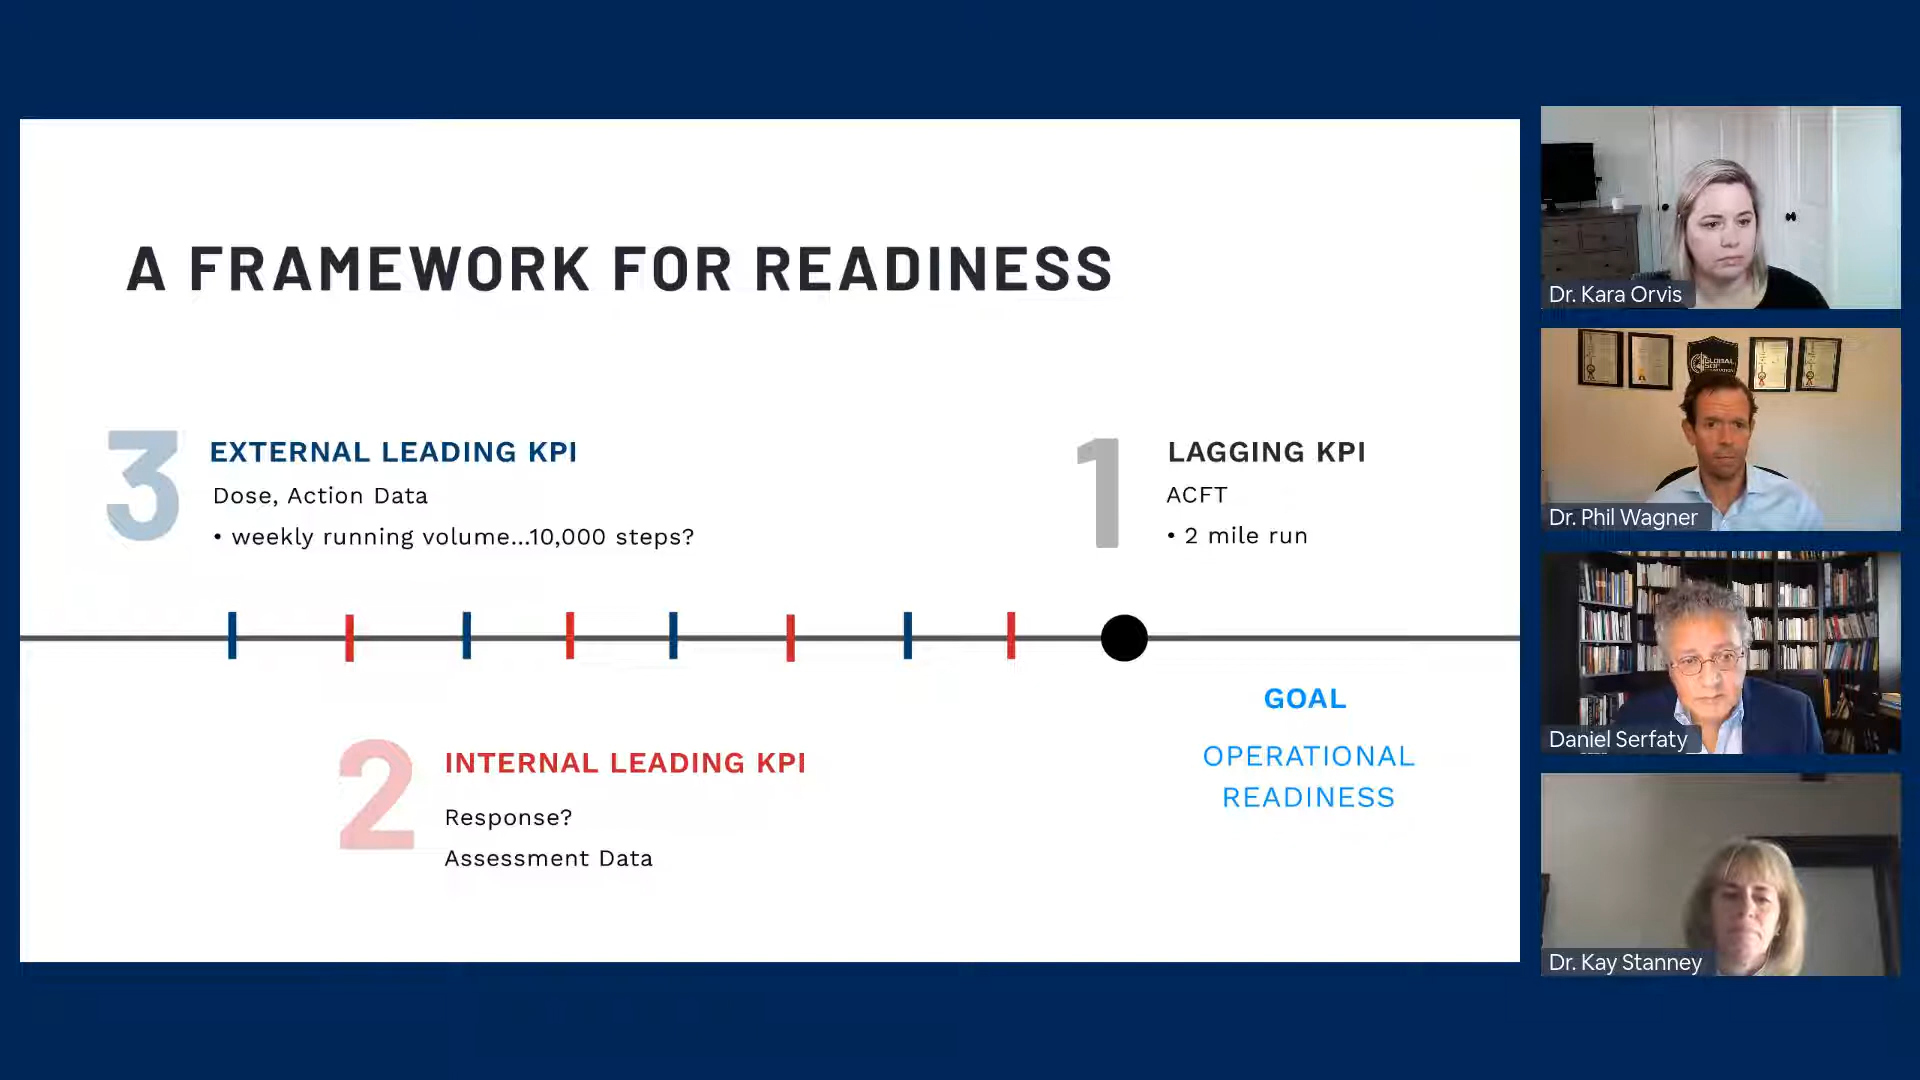 A FRAMEWORK FOR READINESS
3
EXTERNAL LEADING KPI
Dose, Action Data
• weekly running volume...10,000 steps?
1
LAGGING KPI
ACFT
• 2 mile run
GOAL
OPERATIONAL
READINESS
2
INTERNAL LEADING KPI
Response?
Assessment Data
Dr. Kara Orvis
GLOBAL
SOF
Dr. Phil Wagner
Daniel Serfaty
Dr. Kay Stanney